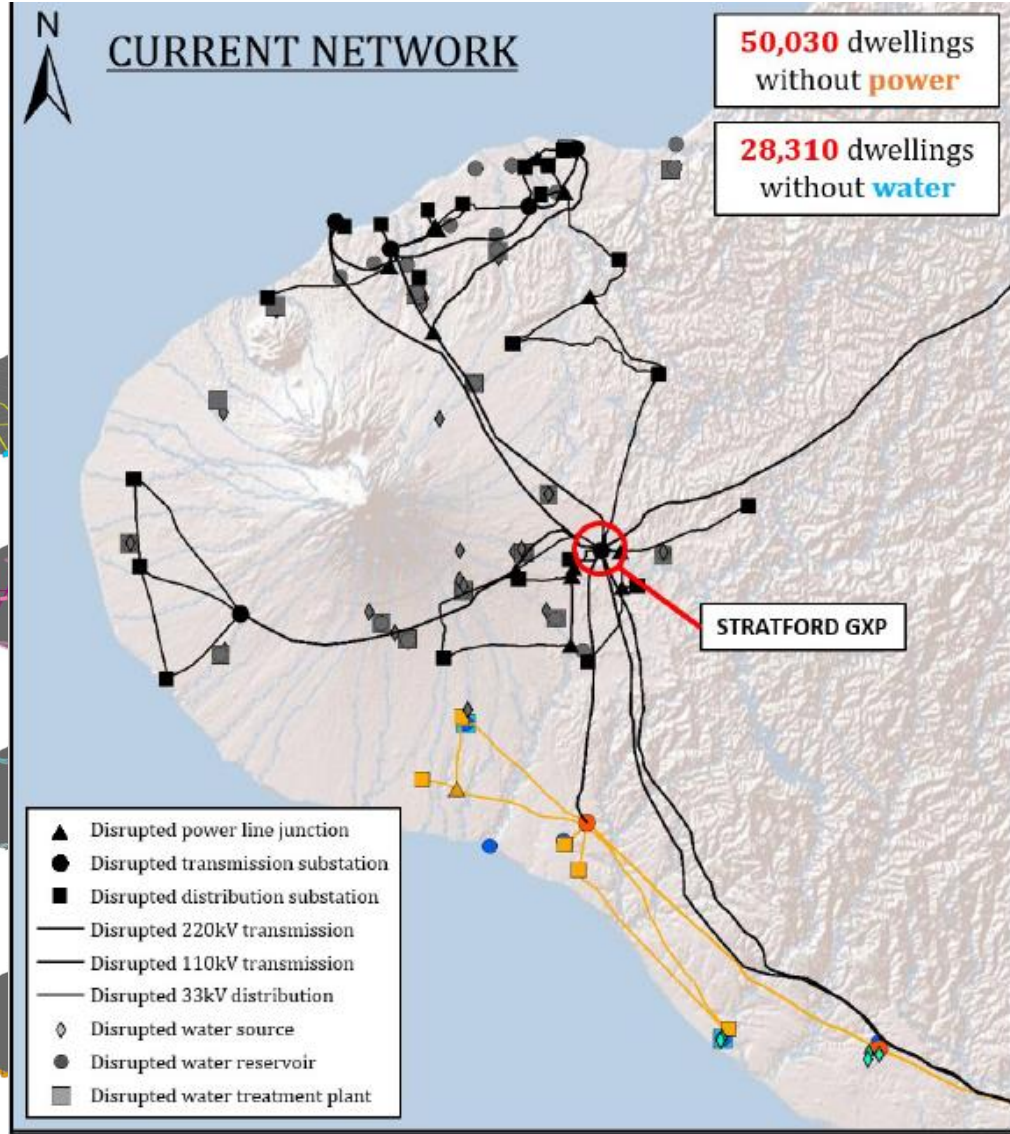 N
CURRENT NETWORK
50,030 dwellings
without power
28,310 dwellings
without water
STRATFORD GXP
Disrupted power line junction
Disrupted transmission substation
Disrupted distribution substation
Disrupted 220kV transmission
Disrupted 110kV transmission
Disrupted 33kV distribution
Disrupted water source
Disrupted water reservoir
Disrupted water treatment plant